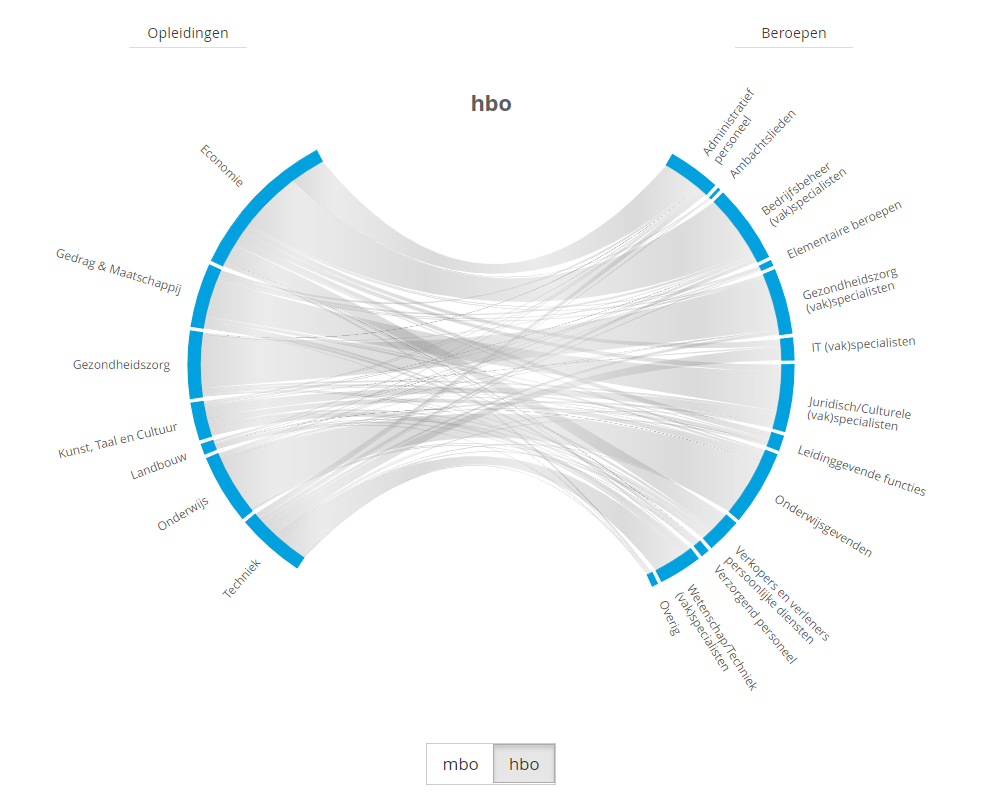 Opleidingen
Beroepen
hbo
Economie
Gedrag & Maatschappij
Gezondheidszorg
Kunst, Taal en Cultuur
Landbouw
Onderwijs
Techniek
Administratief
personeel
Ambachtslieden
Bedrijfsbeheer
(vak)specialisten
Elementaire beroepen
Gezondheidszorg
(vak)specialisten
IT (vak)specialisten
Juridisch/Culturele
(vak)specialisten
Leidinggevende functies
Onderwijsgevenden
Verkopers en verleners
persoonlijke diensten
Verzorgend personeel
Wetenschap/Techniek
(vak)specialisten
Overig
mbo
hbo